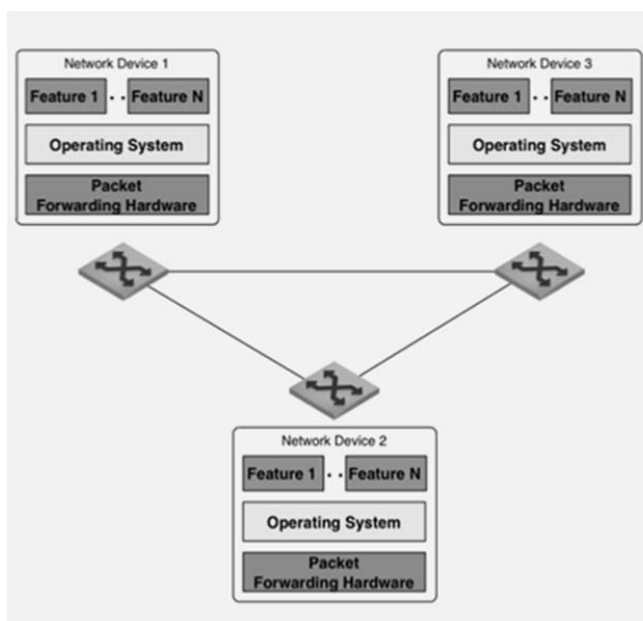 Network Device 1
Feature 1 . . Feature N
Operating System
Packet
Forwarding Hardware
Network Device 3
Feature 1 . . Feature N
Operating System
Packet
Forwarding Hardware
Network Device 2
Feature 1 . . Feature N
Operating System
Packet
Forwarding Hardware